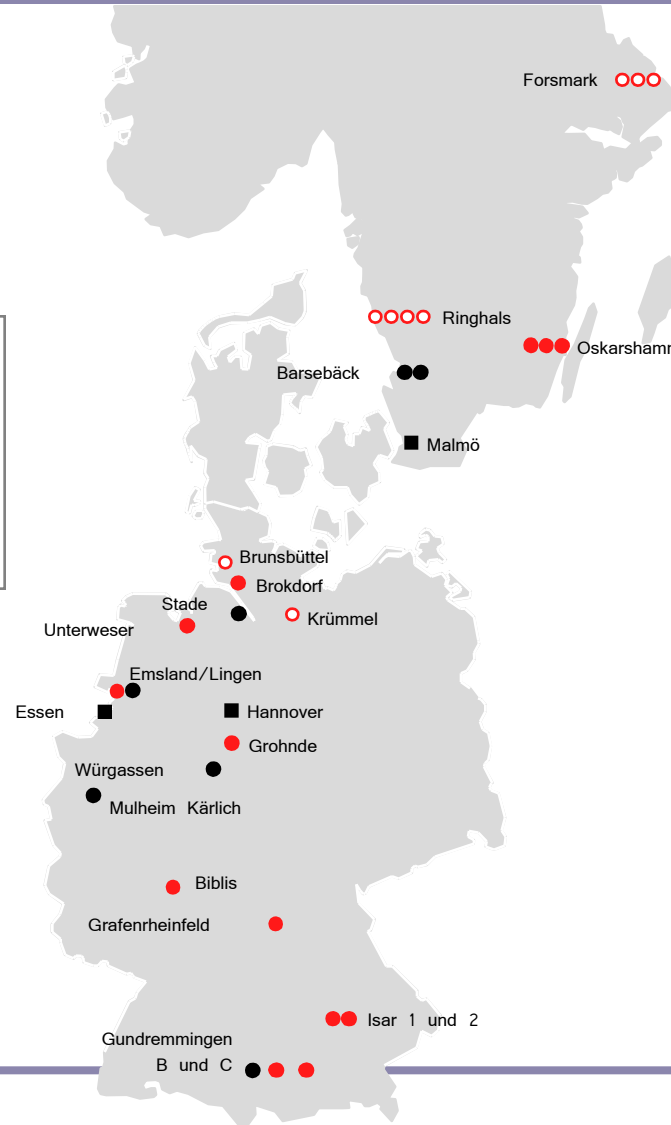 Forsmark
Ringhals
Oskarsham
Barsebäck
Malmö
Brunsbüttel
Brokdorf
Stade
Krümmel
Unterweser
Emsland/Lingen
Essen
Hannover
Grohnde
Würgassen
Mulheim Kärlich
Biblis
Grafenrheinfeld
Isar 1 und 2
Gundremmingen
B und C